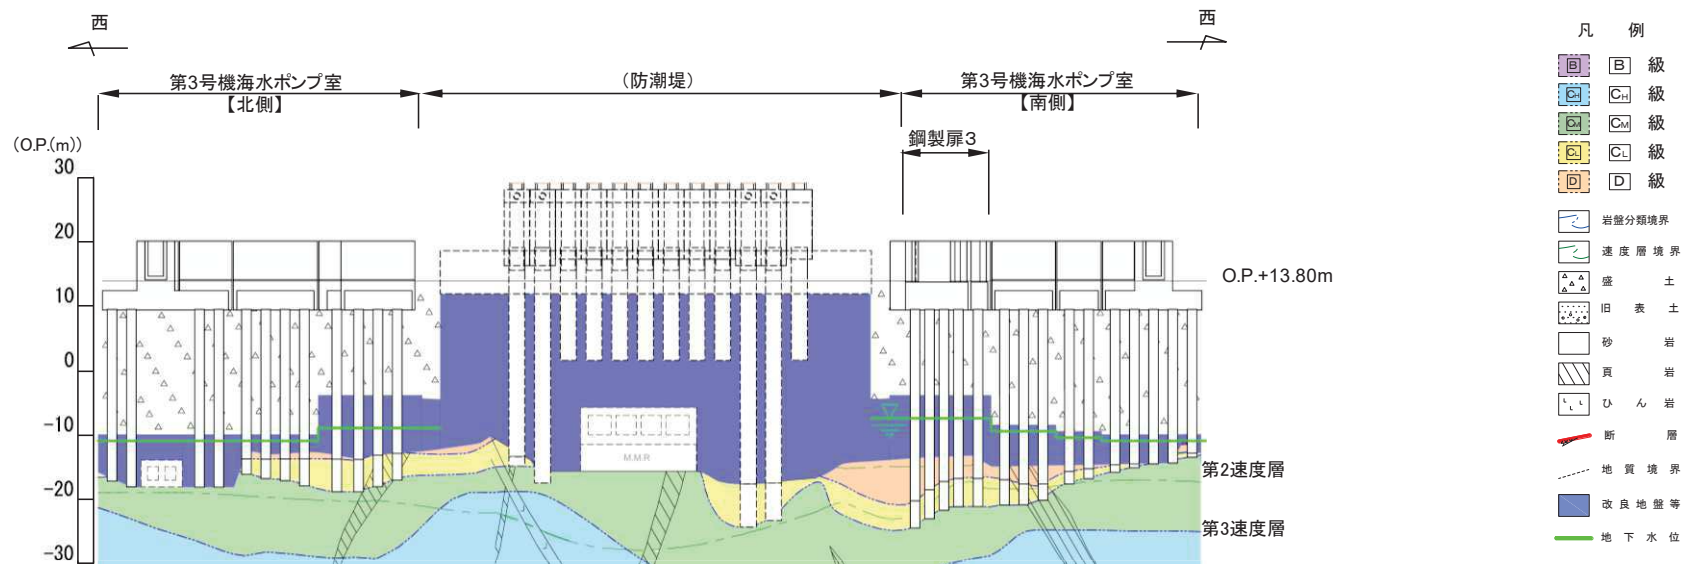 西
西
第3号機海水ポンプ室
【北側】
(防潮堤)
第3号機海水ポンプ室
【南側】
鋼製扉3
(O.P.(m))
30
20
10
0
-10
-20
-30
O.P.+13.80m
M.M.R
第2速度層
第3速度層
凡 例
B B 級
CH CH 級
CM CM 級
CL CL 級
D D 級
岩盤分類境界
速度層境界
盛土
旧表土
砂岩
頁岩
ひん岩
断層
地質境界
改良地盤等
地下水位